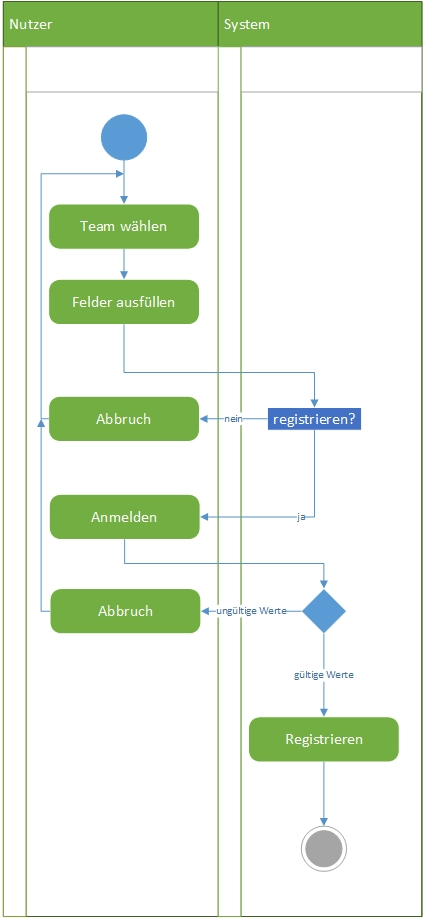 Nutzer
System
Team wählen
Felder ausfüllen
Abbruch
nein
registrieren?
Anmelden
ja
Abbruch
ungültige Werte
gültige Werte
Registrieren